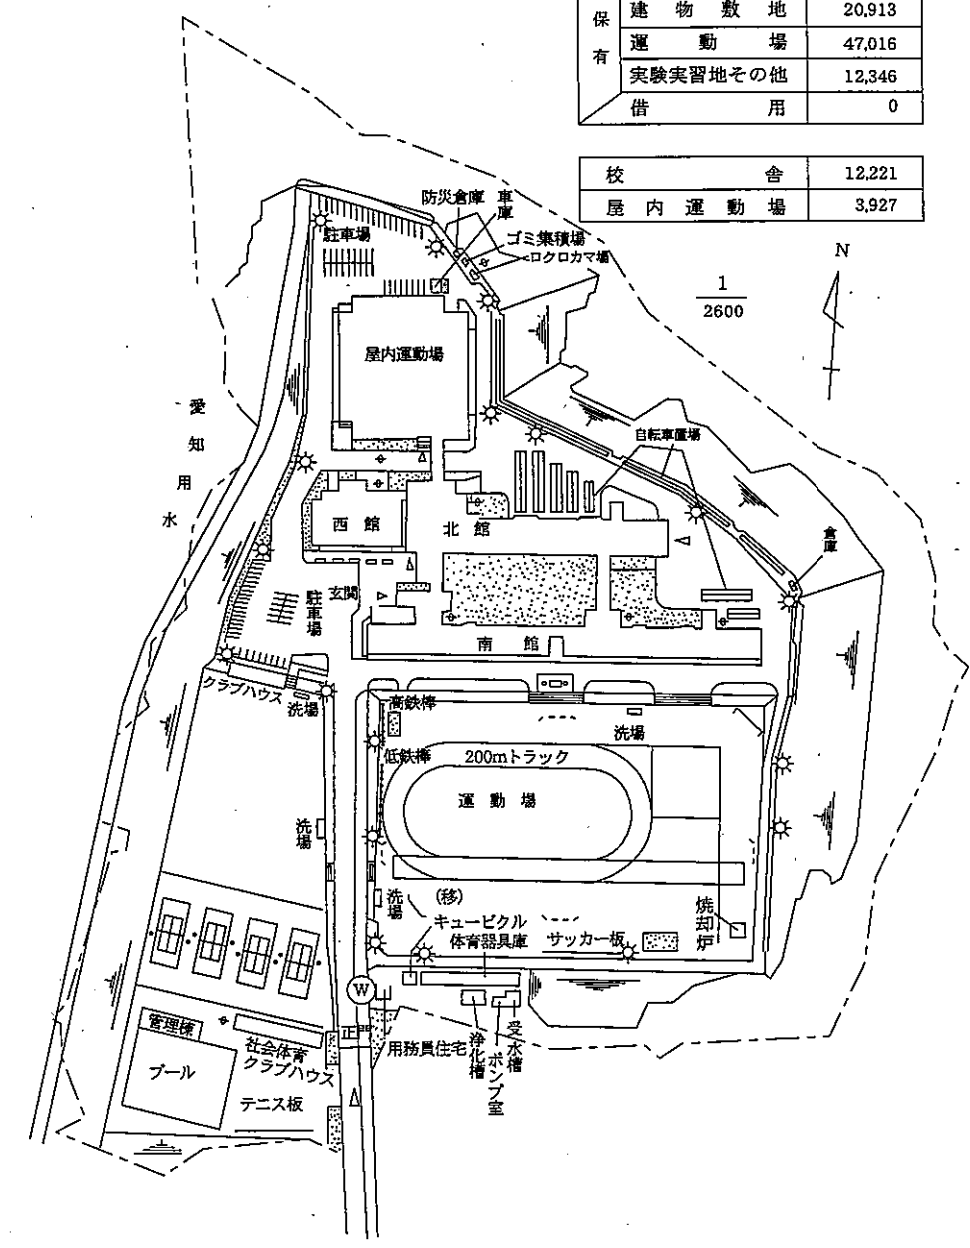 保有
建物敷地 20,913
運動場 47,016
実験実習地その他 12,346
借用 0
校舎 12,221
屋内運動場 3,927
N
1
2600
防災倉庫
車庫
ゴミ集積場
ロクロカマ場
駐車場
屋内運動場
自転車置場
愛知用水
西館
北館
倉庫
玄関
駐車場
南館
クラブハウス
洗場
高鉄棒
洗場
低鉄棒
200mトラック
運動場
洗場
洗場
(移)
キュービクル
体育器具庫
サッカー板
焼却炉
W
正門
用務員住宅
浄化槽
ポンプ室
受水槽
管理棟
社会体育
クラブハウス
プール
テニス板